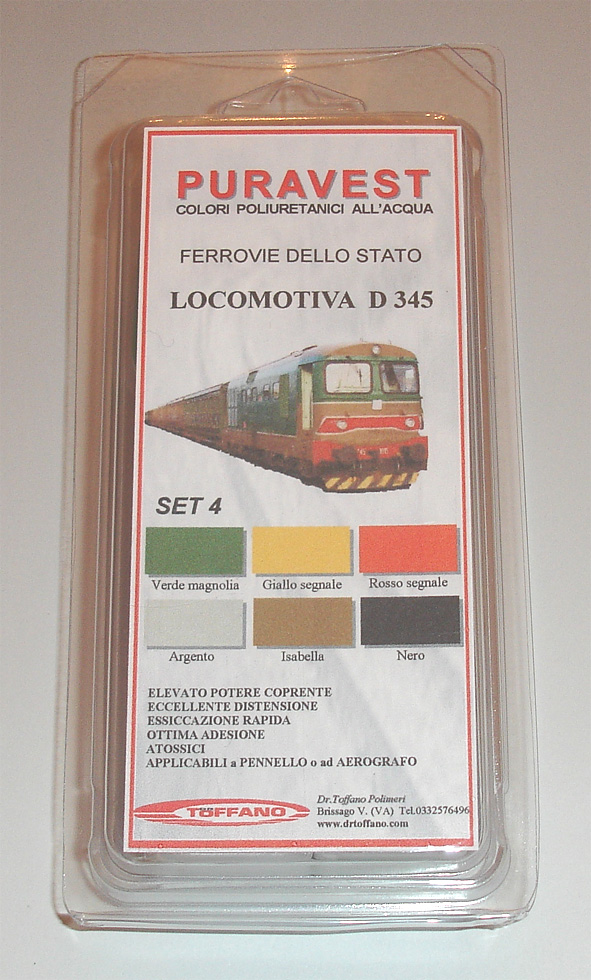 PURAVEST
COLORI POLIURETANICI ALL'ACQUA
FERROVIE DELLO STATO
LOCOMOTIVA D 345
SET 4
Verde magnolia Giallo segnale Rosso segnale
Argento Isabella Nero
ELEVATO POTERE COPRENTE
ECCELLENTE DISTENSIONE
ESSICCAZIONE RAPIDA
OTTIMA ADESIONE
ATOSSICI
APPLICABILI a PENNELLO o ad AEROGRAFO
TOFFANO
Dr.Toffano Polimeri
Brissago V. (VA) Tel.0332576496
www.drtoffano.com